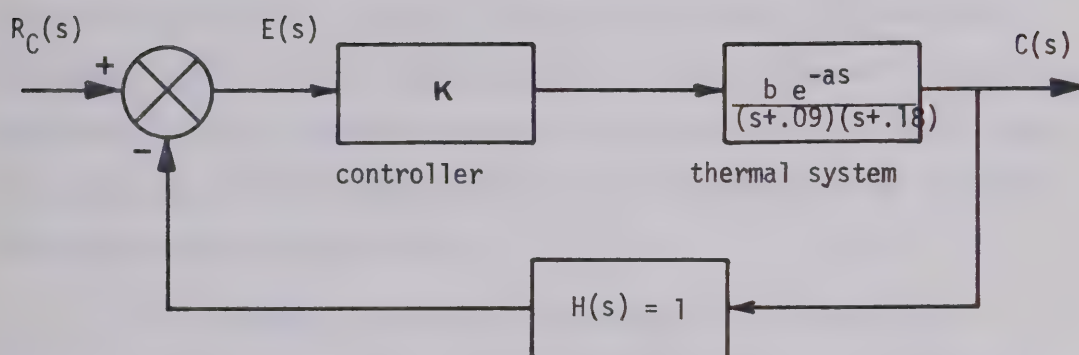 R_C(s)
E(s)
C(s)
+
K
b e^-as
(s+.09)(s+.18)
−
controller
thermal system
H(s) = 1